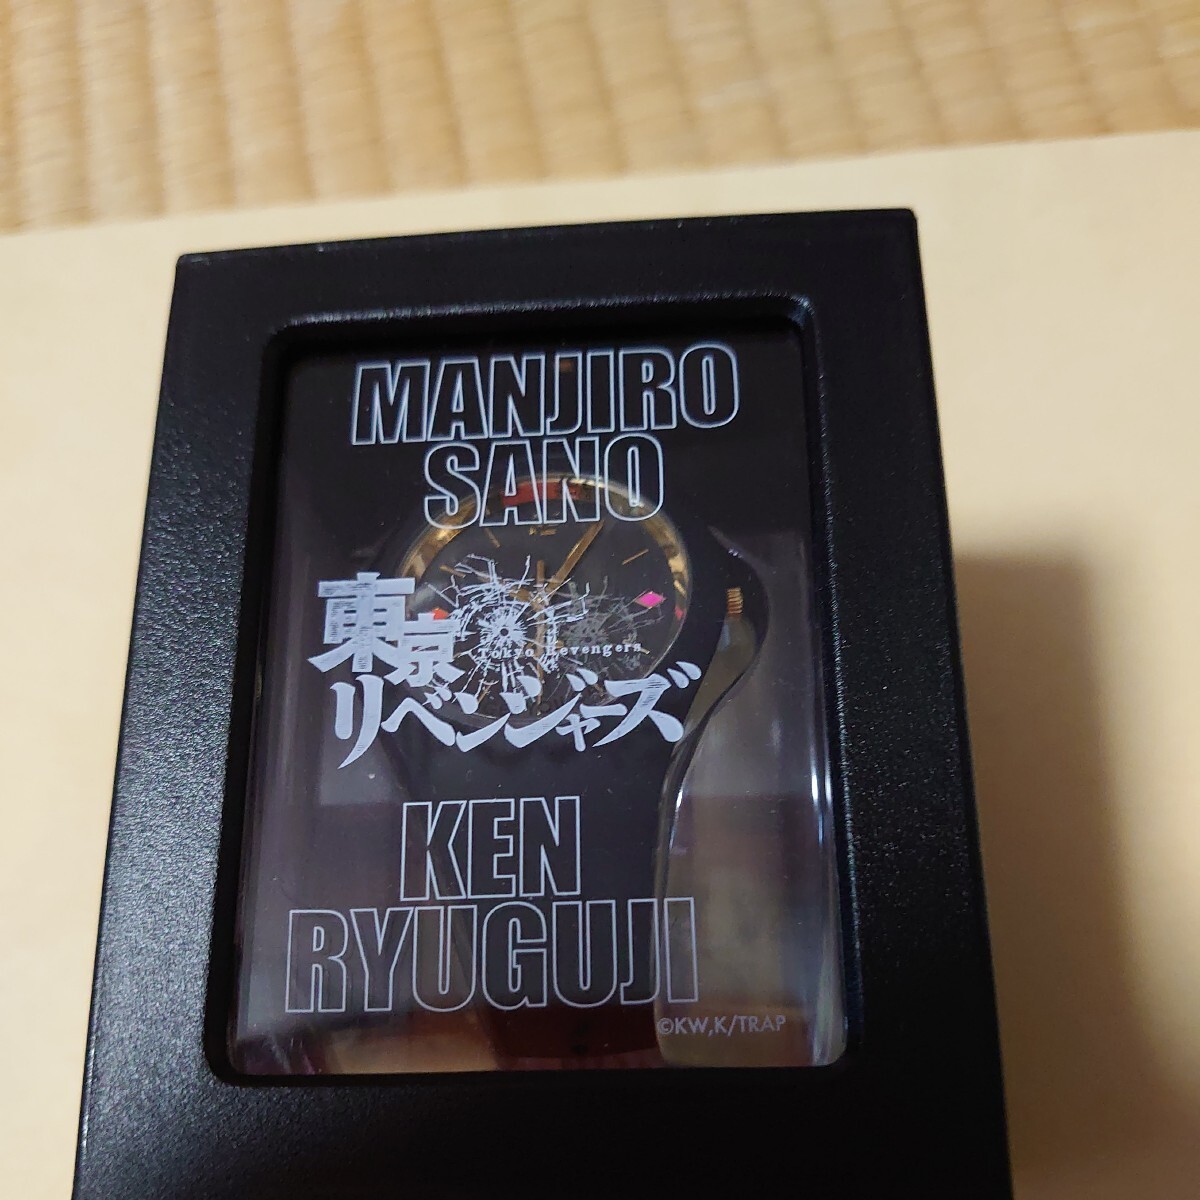 MANJIRO
SANO
東京
Tokyo Revengers
リベンジャーズ
KEN
RYUGUJI
©KW,K/TRAP